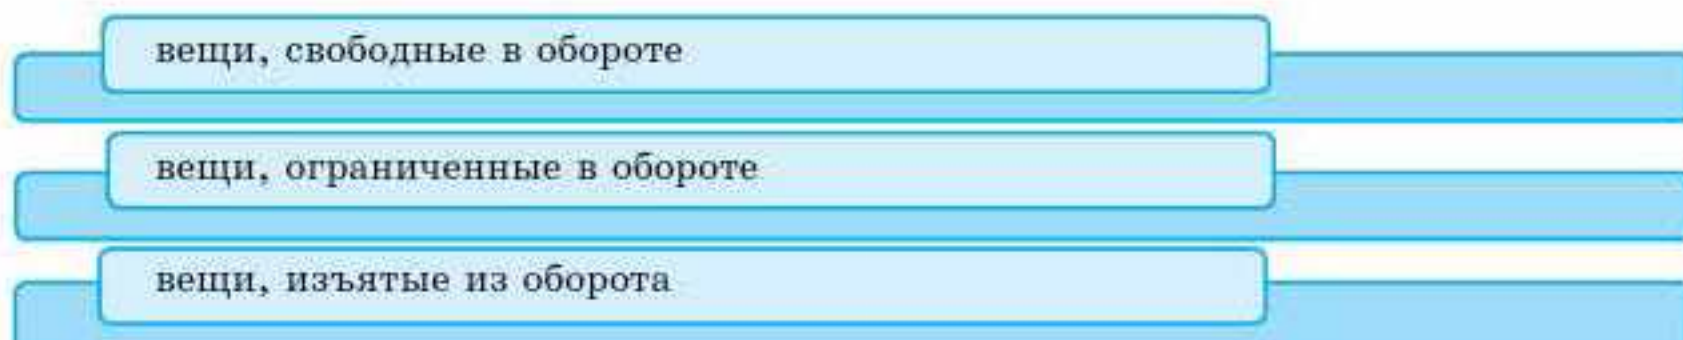 вещи, свободные в обороте
вещи, ограниченные в обороте
вещи, изъятые из оборота